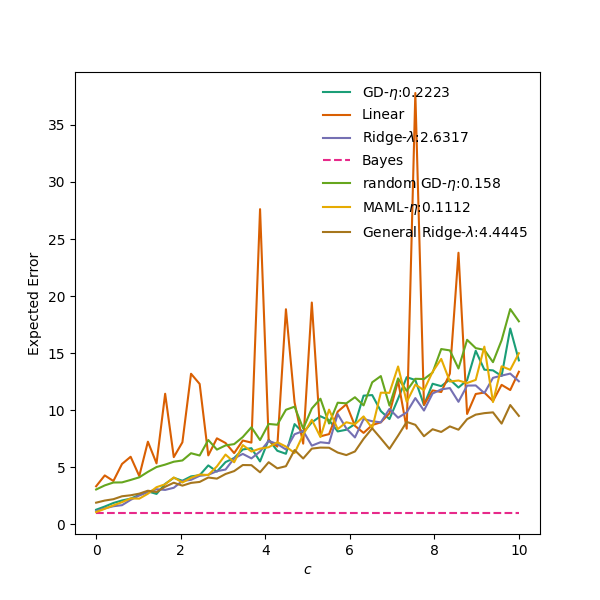 GD-η:0.2223
Linear
Ridge-λ:2.6317
Bayes
random GD-η:0.158
MAML-η:0.1112
General Ridge-λ:4.4445
Expected Error
35
30
25
20
15
10
5
0
0 2 4 6 8 10
c